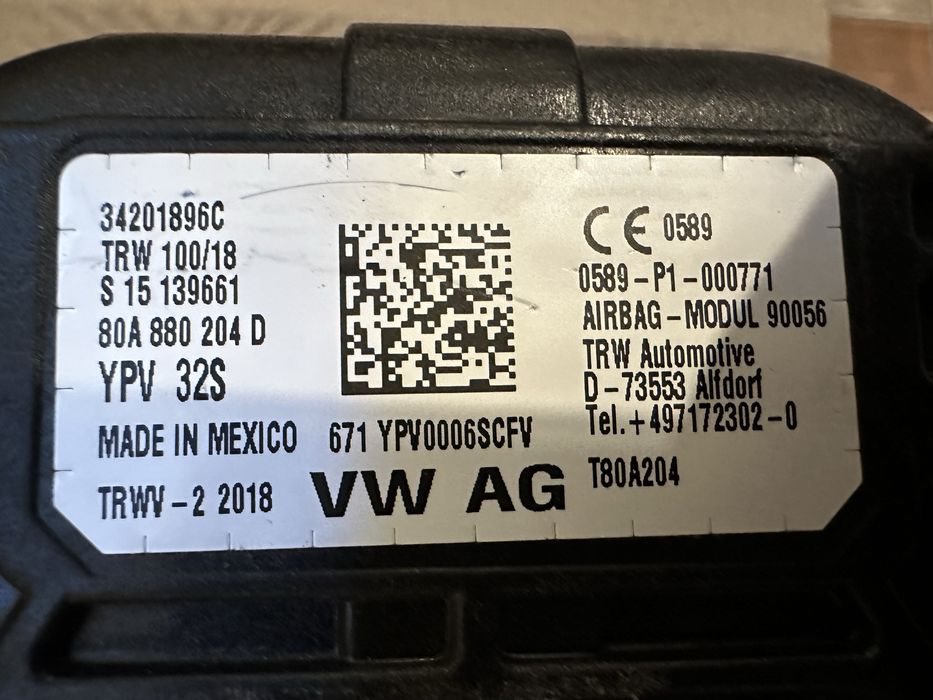 34201896C
TRW 100/18
S 15 139661
80A 880 204 D
YPV 32S
MADE IN MEXICO 671 YPV0006SCFV
TRWV-2 2018 VW AG
CE 0589
0589-P1-000771
AIRBAG-MODUL 90056
TRW Automotive
D-73553 Alfdorf
Tel.+497172302-0
T80A204